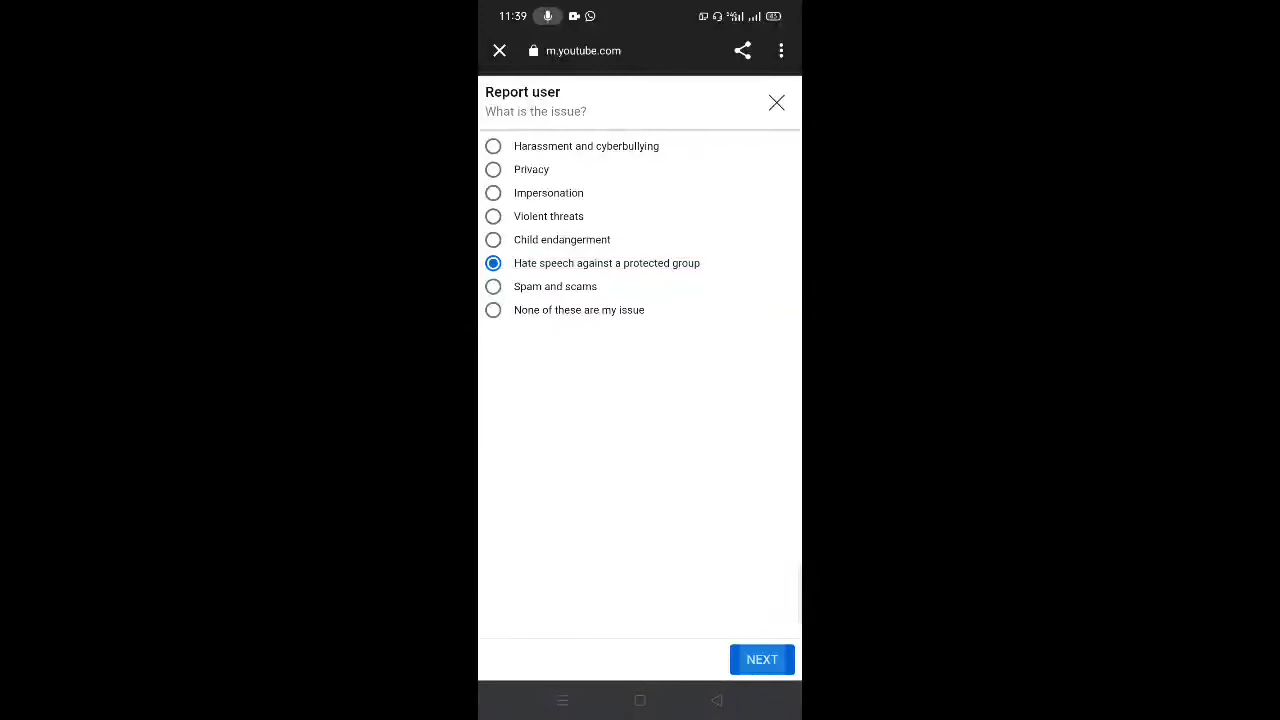 11:39
m.youtube.com
Report user
What is the issue?
Harassment and cyberbullying
Privacy
Impersonation
Violent threats
Child endangerment
Hate speech against a protected group
Spam and scams
None of these are my issue
NEXT